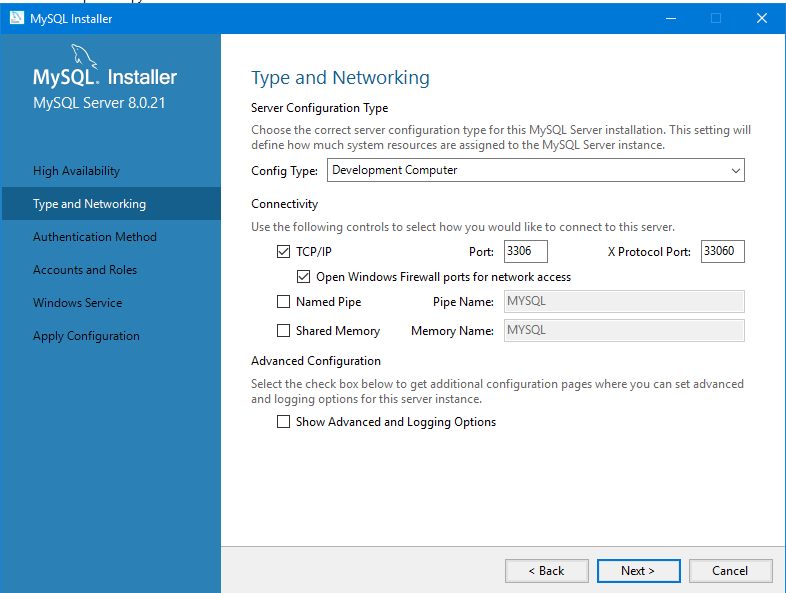 MySQL Installer
MySQL. Installer
MySQL Server 8.0.21
High Availability
Type and Networking
Authentication Method
Accounts and Roles
Windows Service
Apply Configuration
Type and Networking
Server Configuration Type
Choose the correct server configuration type for this MySQL Server installation. This setting will
define how much system resources are assigned to the MySQL Server instance.
Config Type: Development Computer
Connectivity
Use the following controls to select how you would like to connect to this server.
TCP/IP Port: 3306 X Protocol Port: 33060
Open Windows Firewall ports for network access
Named Pipe Pipe Name: MYSQL
Shared Memory Memory Name: MYSQL
Advanced Configuration
Select the check box below to get additional configuration pages where you can set advanced
and logging options for this server instance.
Show Advanced and Logging Options
< Back Next > Cancel